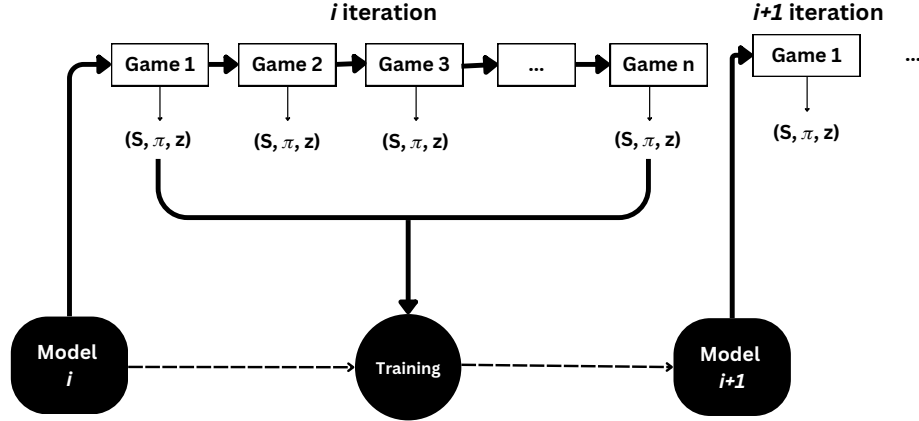 i iteration
i+1 iteration
Game 1
Game 2
Game 3
...
Game n
Game 1
...
(S, π, z)
(S, π, z)
(S, π, z)
(S, π, z)
(S, π, z)
Model
i
Training
Model
i+1